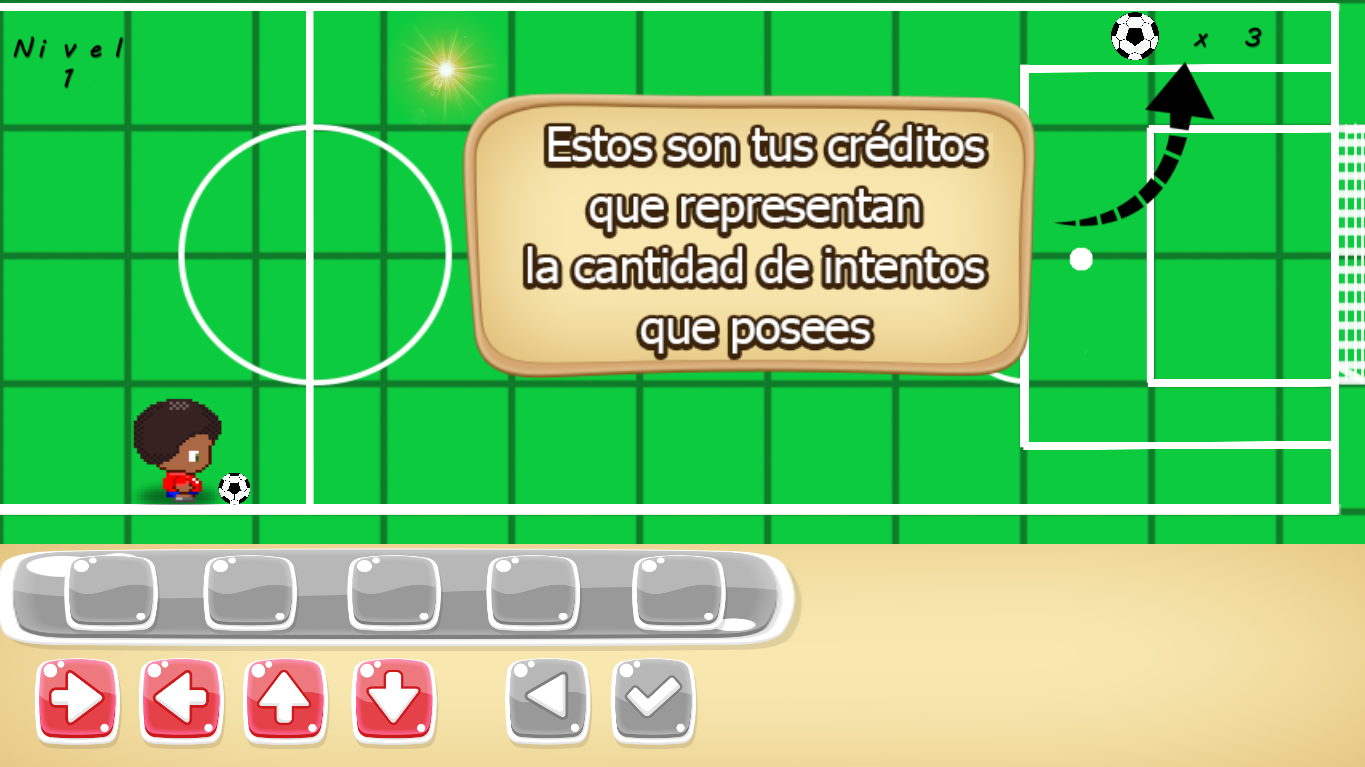 Nivel
1
x 3
Estos son tus créditos
que representan
la cantidad de intentos
que posees